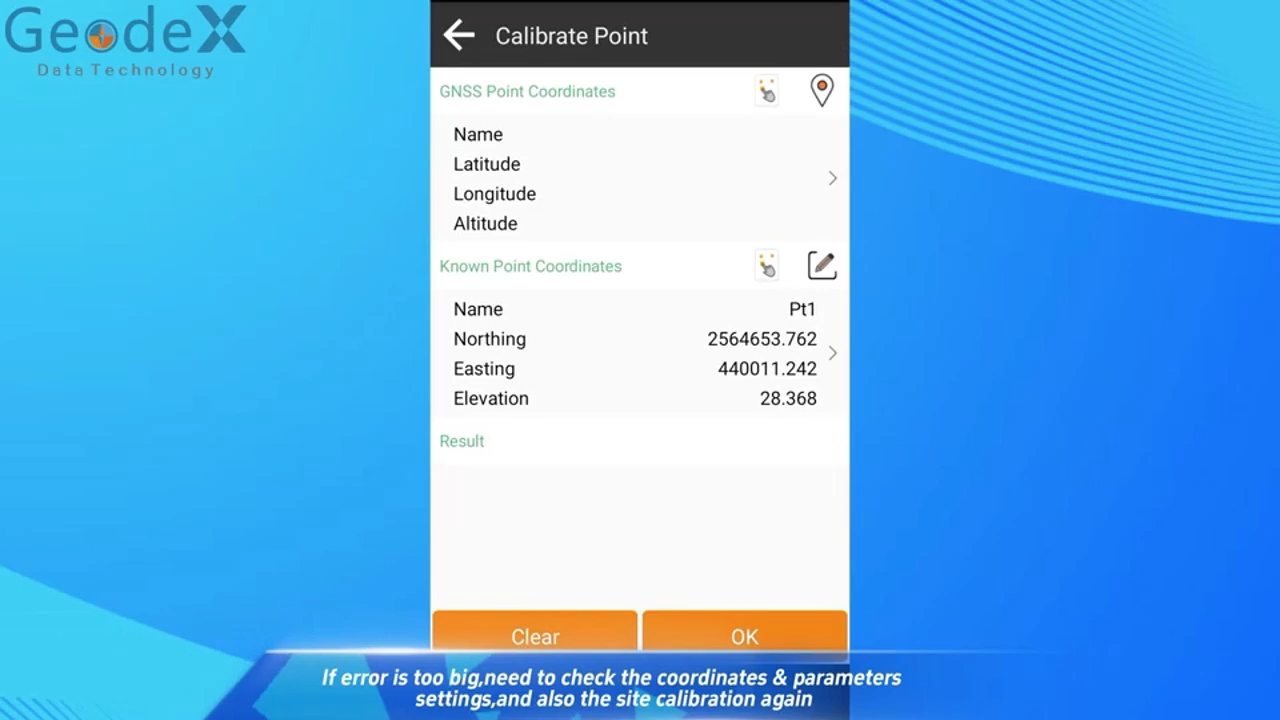 GeodeX
Data Technology
Calibrate Point
GNSS Point Coordinates
Name
Latitude
Longitude
Altitude
Known Point Coordinates
Name Pt1
Northing 2564653.762
Easting 440011.242
Elevation 28.368
Result
Clear OK
If error is too big,need to check the coordinates & parameters
settings,and also the site calibration again